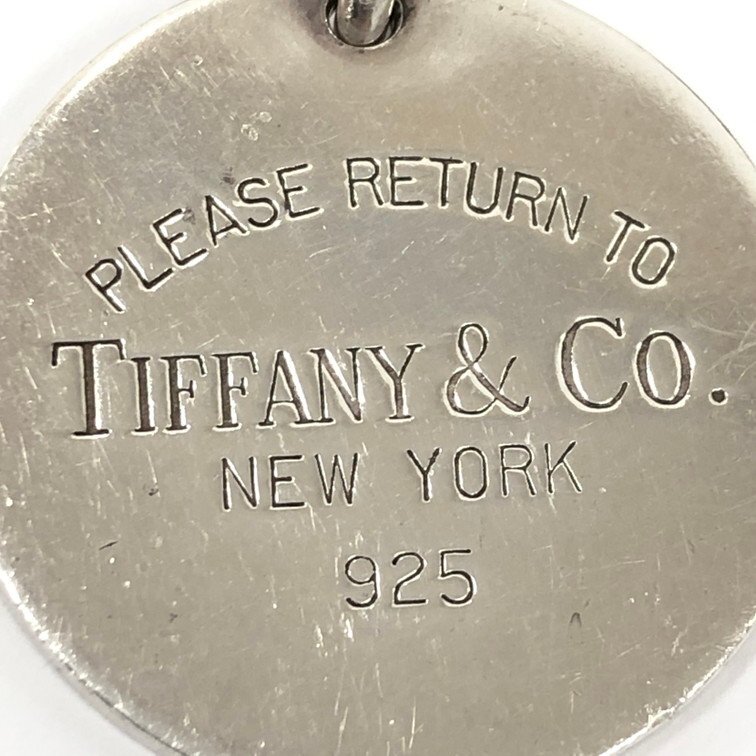 PLEASE RETURN TO
TIFFANY & CO.
NEW YORK
925